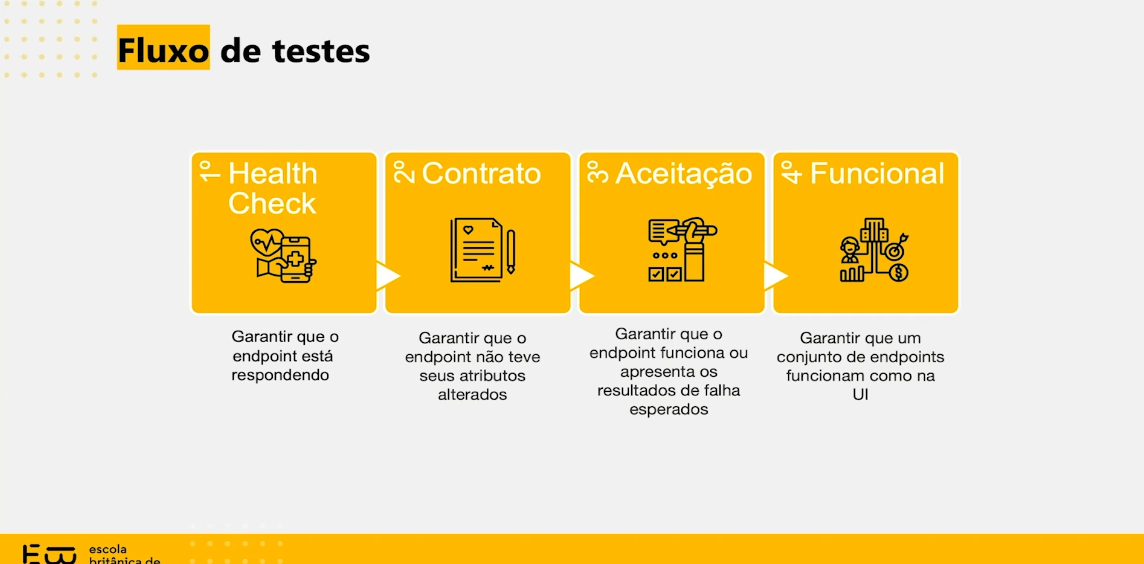 Fluxo de testes
1º Health
Check
2º Contrato
3º Aceitação
4º Funcional
Garantir que o
endpoint está
respondendo
Garantir que o
endpoint não teve
seus atributos
alterados
Garantir que o
endpoint funciona ou
apresenta os
resultados de falha
esperados
Garantir que um
conjunto de endpoints
funcionam como na
UI
escola
britânica de